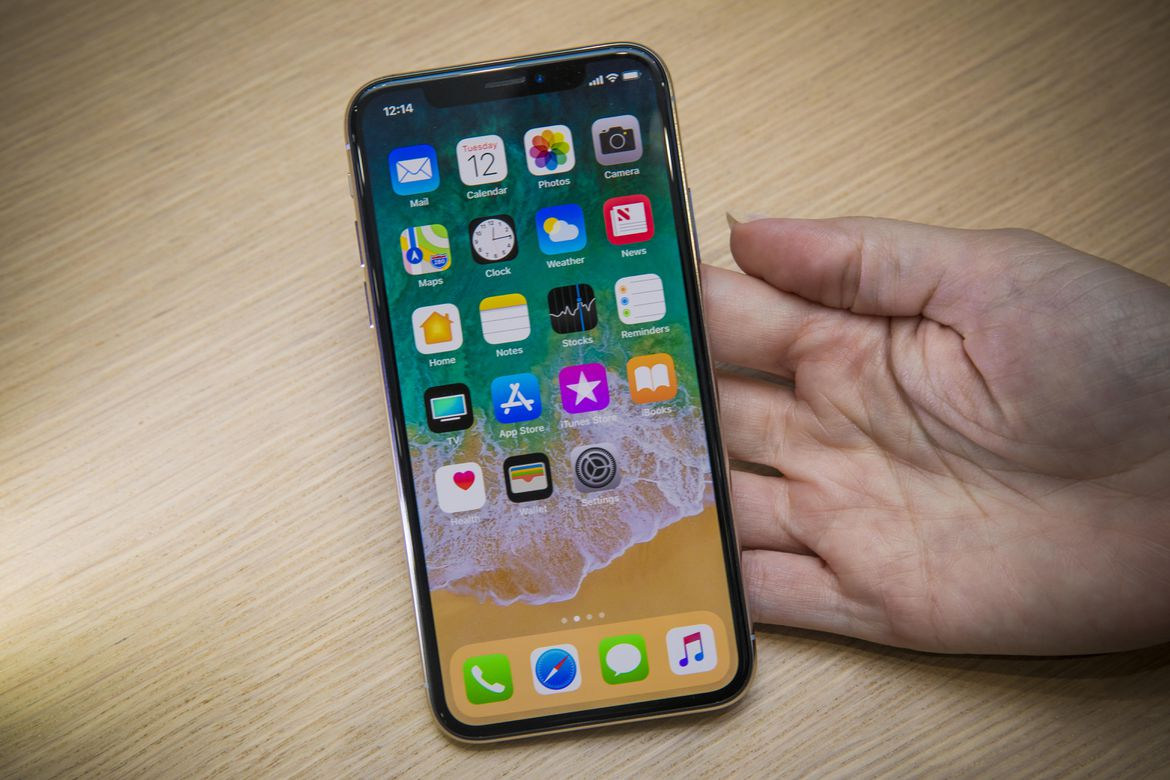 12:14
Tuesday
12
Mail
Calendar
Photos
Camera
280
Maps
Clock
Weather
News
Home
Notes
Stocks
Reminders
TV
App Store
iTunes Store
iBooks
Health
Wallet
Settings